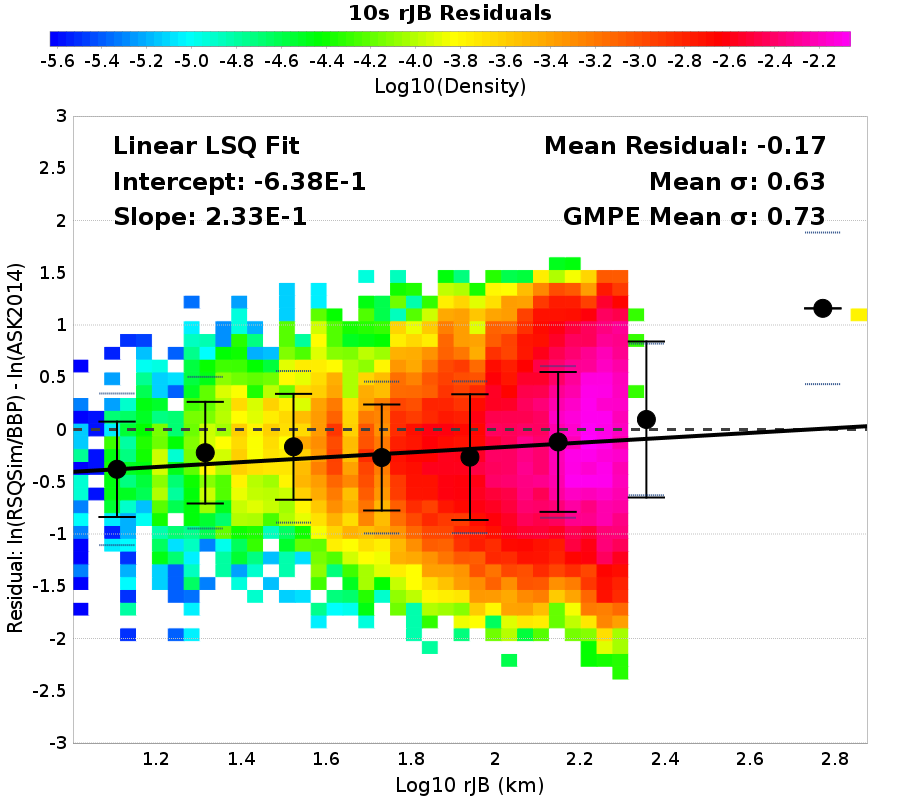 10s rJB Residuals
-5.6 -5.4 -5.2 -5.0 -4.8 -4.6 -4.4 -4.2 -4.0 -3.8 -3.6 -3.4 -3.2 -3.0 -2.8 -2.6 -2.4 -2.2
Log10(Density)
Linear LSQ Fit
Intercept: -6.38E-1
Slope: 2.33E-1
Mean Residual: -0.17
Mean σ: 0.63
GMPE Mean σ: 0.73
Residual: ln(RSQSim/BBP) - ln(ASK2014)
3
2.5
2
1.5
1
0.5
0
-0.5
-1
-1.5
-2
-2.5
-3
1.2 1.4 1.6 1.8 2 2.2 2.4 2.6 2.8
Log10 rJB (km)